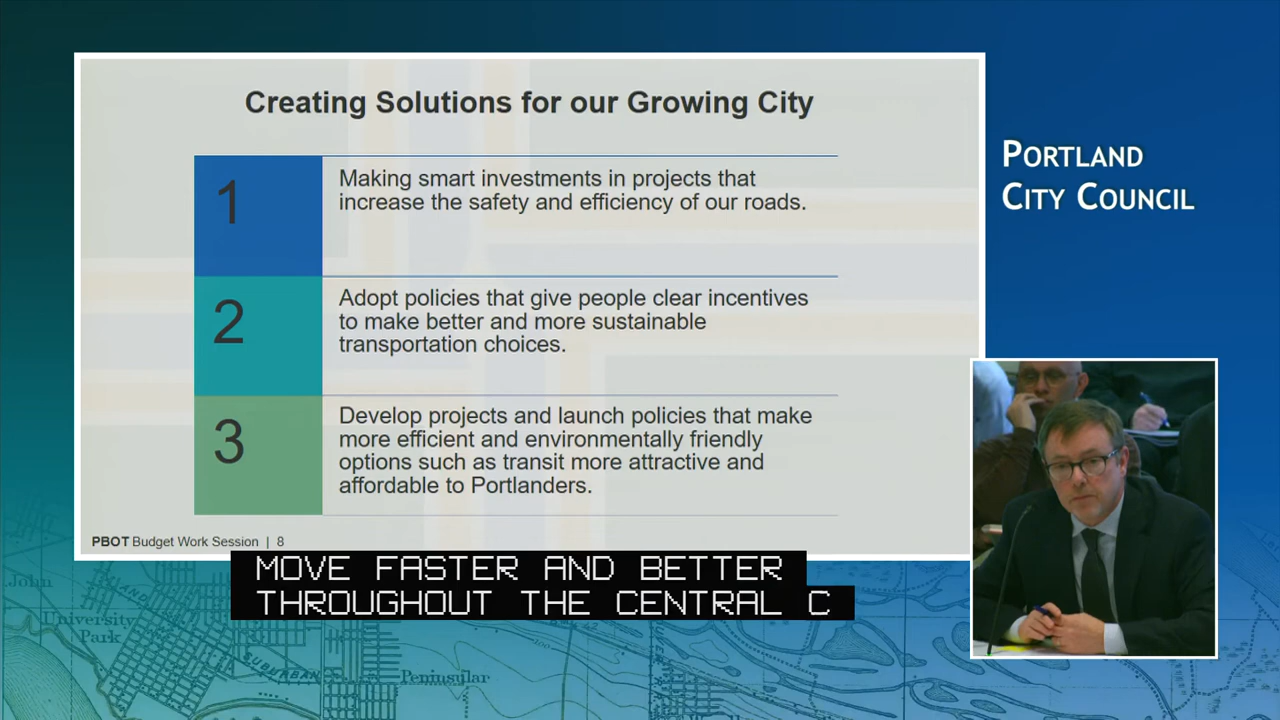 Creating Solutions for our Growing City
PORTLAND
CITY COUNCIL
1
Making smart investments in projects that
increase the safety and efficiency of our roads.
2
Adopt policies that give people clear incentives
to make better and more sustainable
transportation choices.
3
Develop projects and launch policies that make
more efficient and environmentally friendly
options such as transit more attractive and
affordable to Portlanders.
PBOT Budget Work Session | 8
MOVE FASTER AND BETTER
THROUGHOUT THE CENTRAL C
John
University
Park
SUBURBAN
Peninsular